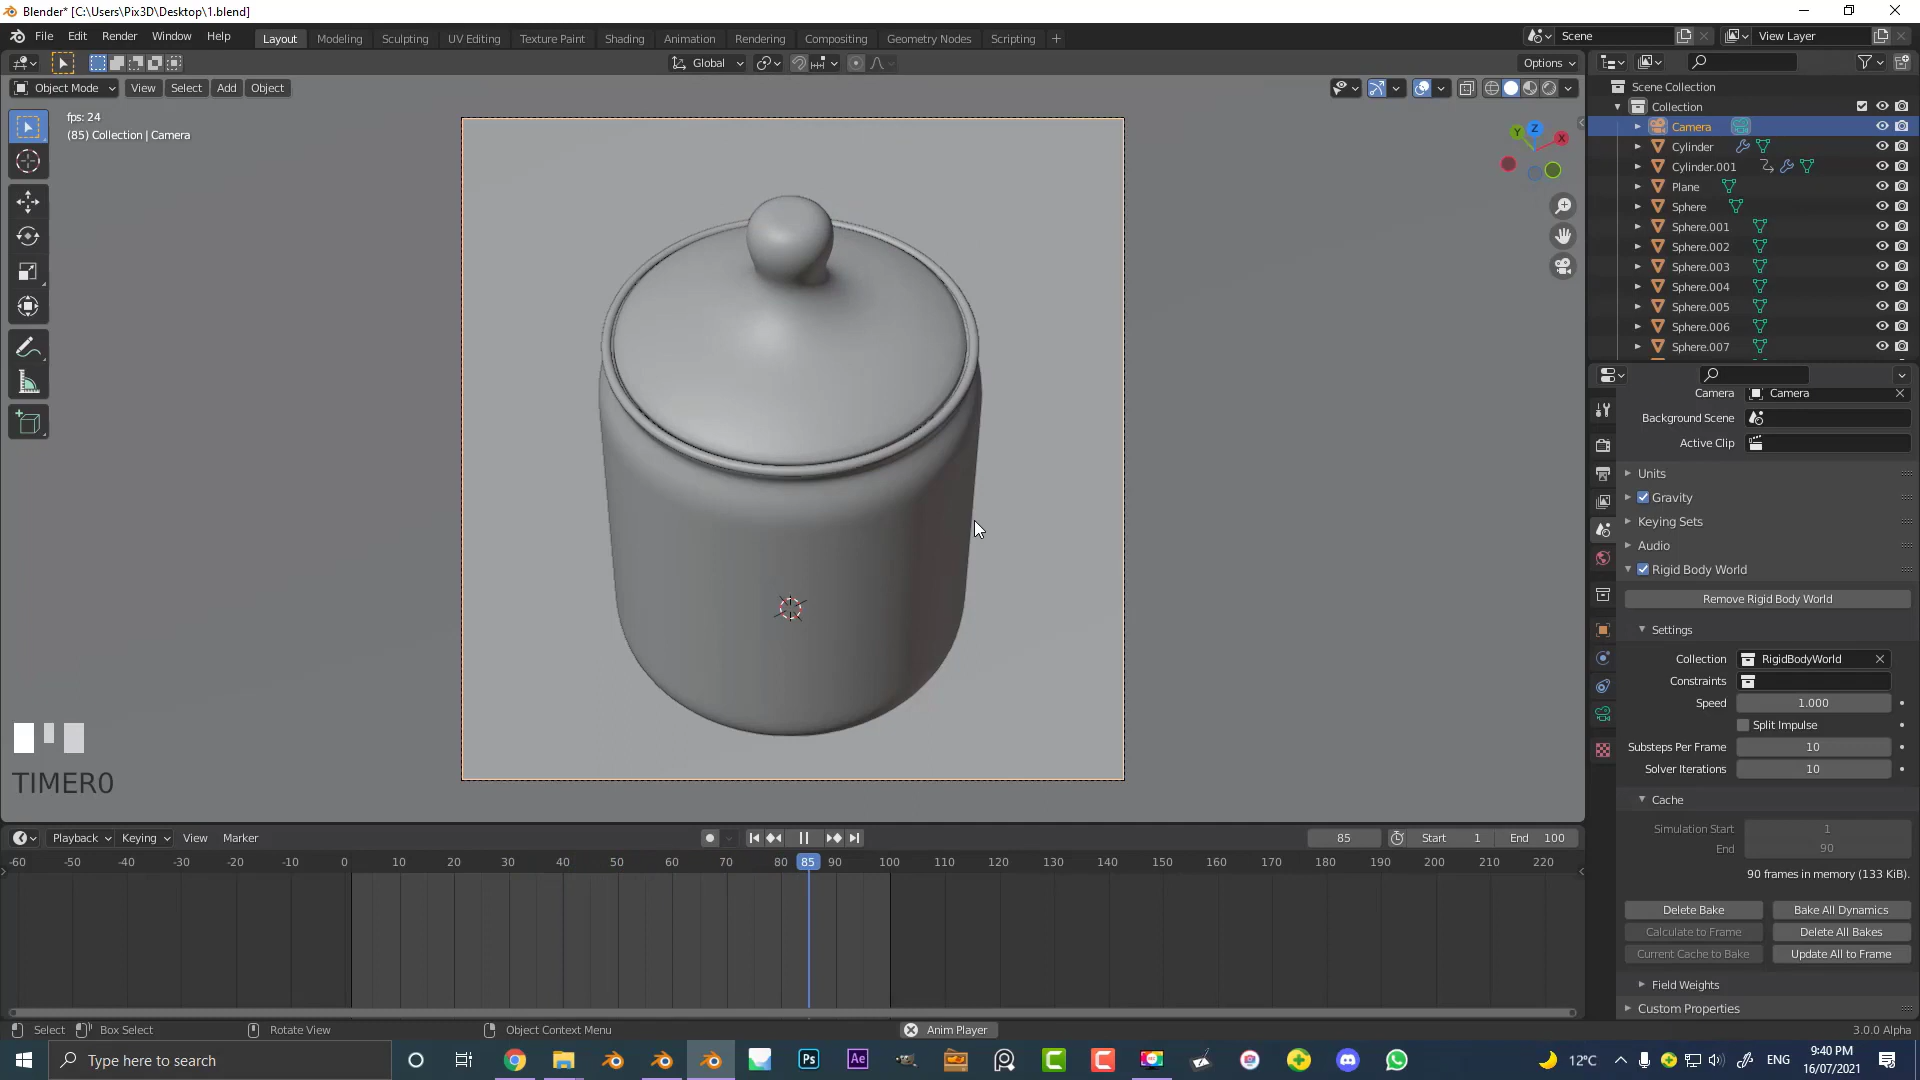 Blender* [C:\Users\Pix3D\Desktop\1.blend]
File Edit Render Window Help
Layout Modeling Sculpting UV Editing Texture Paint Shading Animation Rendering Compositing Geometry Nodes Scripting
Scene
View Layer
Global
Options
Object Mode View Select Add Object
fps: 24
(85) Collection | Camera
Z
Y
X
Scene Collection
Collection
Camera
Cylinder
Cylinder.001
Plane
Sphere
Sphere.001
Sphere.002
Sphere.003
Sphere.004
Sphere.005
Sphere.006
Sphere.007
Camera Camera
Background Scene
Active Clip
Units
Gravity
Keying Sets
Audio
Rigid Body World
Remove Rigid Body World
Settings
Collection RigidBodyWorld
Constraints
Speed 1.000
Split Impulse
Substeps Per Frame 10
Solver Iterations 10
Cache
Simulation Start 1
End 90
90 frames in memory (133 KiB).
Delete Bake Bake All Dynamics
Calculate to Frame Delete All Bakes
Current Cache to Bake Update All to Frame
Field Weights
Custom Properties
TIMER0
Playback Keying View Marker
85 Start 1 End 100
-60 -50 -40 -30 -20 -10 0 10 20 30 40 50 60 70 80 85 90 100 110 120 130 140 150 160 170 180 190 200 210 220
Select Box Select Rotate View Object Context Menu Anim Player 3.0.0 Alpha
Type here to search
Ps
Ae
12°C
ENG
9:40 PM
16/07/2021